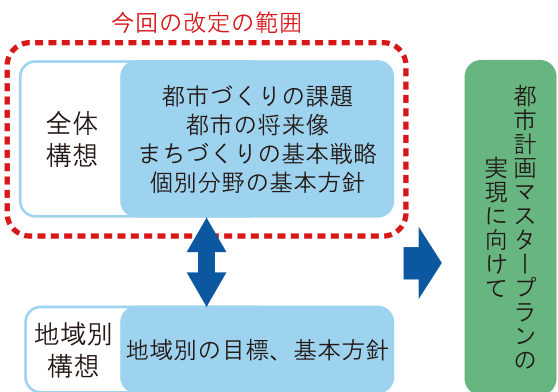 今回の改定の範囲
全体
構想
都市づくりの課題
都市の将来像
まちづくりの基本戦略
個別分野の基本方針
地域別
構想
地域別の目標、基本方針
都市計画マスタープランの
実現に向けて